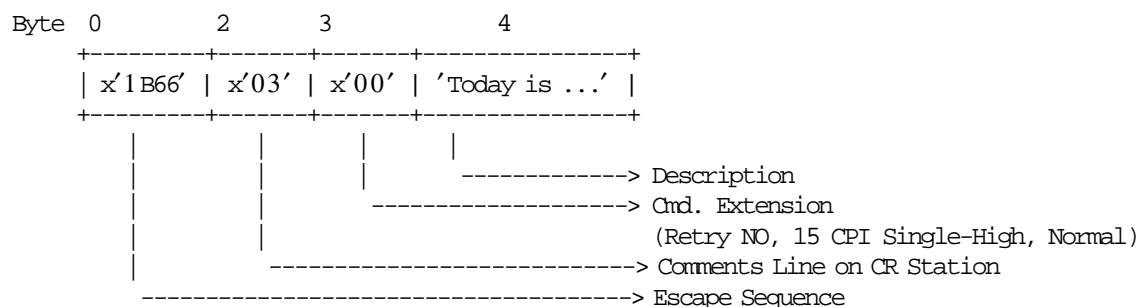 Byte 0 2 3 4
+---------+-------+-------+----------------+
| x'1B66' | x'03' | x'00' | 'Today is ...' |
+---------+-------+-------+----------------+
| | | |
| | | -------------> Description
| | --------------------> Cmd. Extension
| | (Retry NO, 15 CPI Single-High, Normal)
| ----------------------------> Comments Line on CR Station
--------------------------------------> Escape Sequence